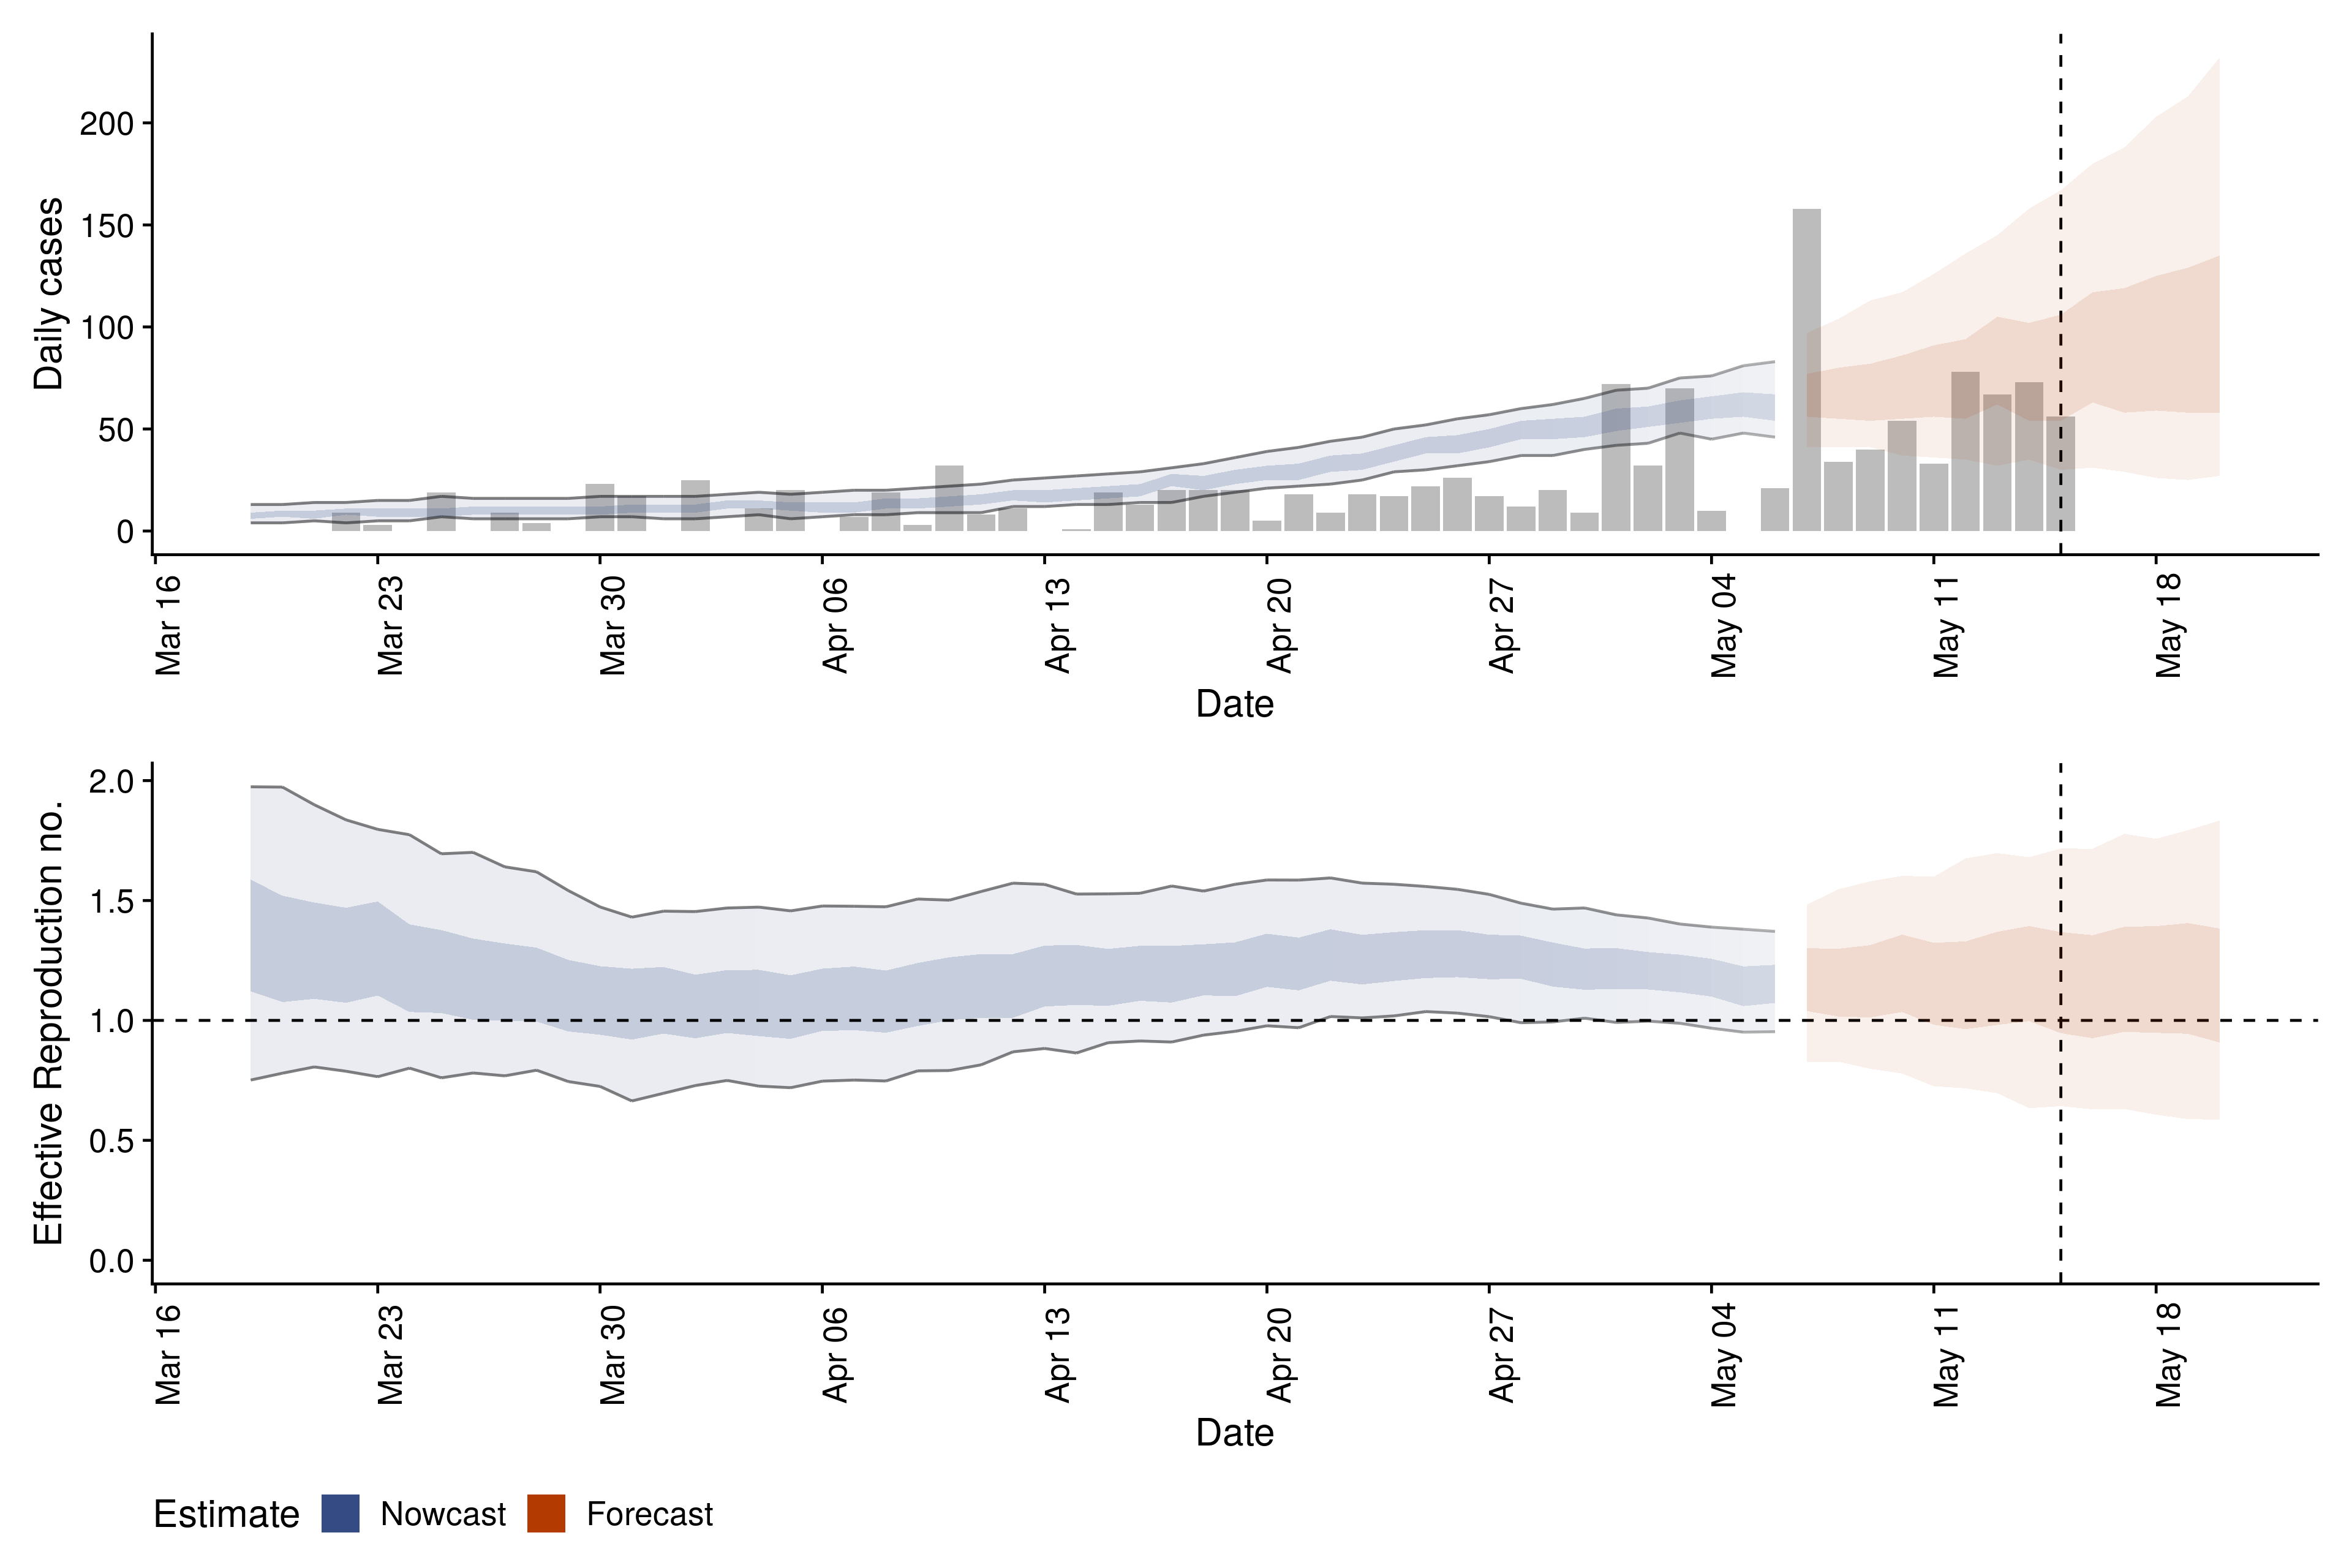 Daily cases
200
150
100
50
0
Mar 16
Mar 23
Mar 30
Apr 06
Apr 13
Apr 20
Apr 27
May 04
May 11
May 18
Date
Effective Reproduction no.
2.0
1.5
1.0
0.5
0.0
Mar 16
Mar 23
Mar 30
Apr 06
Apr 13
Apr 20
Apr 27
May 04
May 11
May 18
Date
Estimate Nowcast Forecast